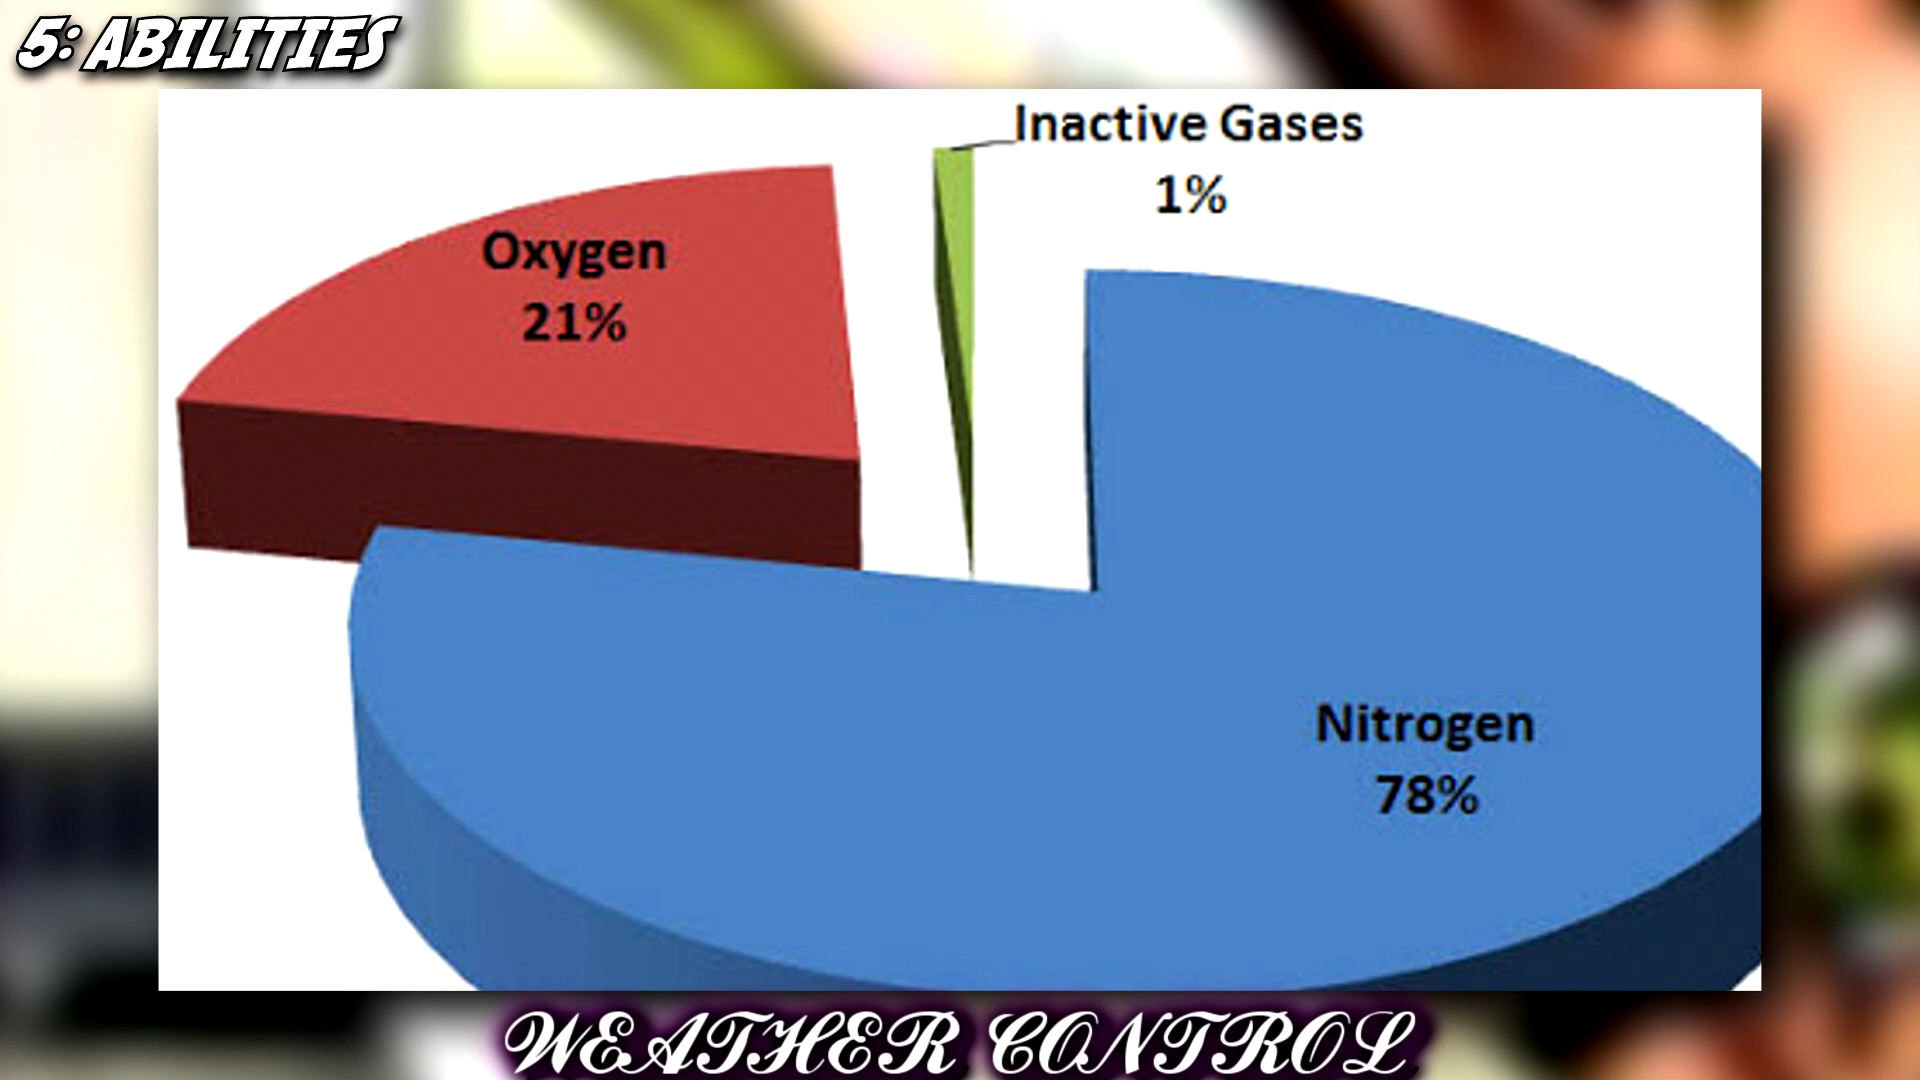 5: ABILITIES
Inactive Gases
1%
Oxygen
21%
Nitrogen
78%
WEATHER CONTROL